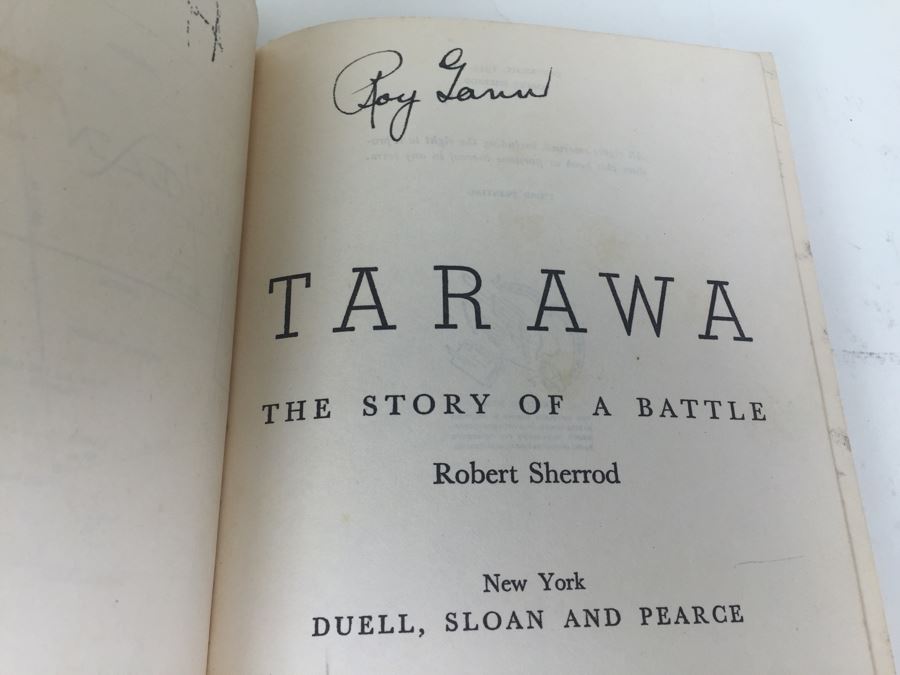 Roy Gann
TARAWA
THE STORY OF A BATTLE
Robert Sherrod
New York
DUELL, SLOAN AND PEARCE